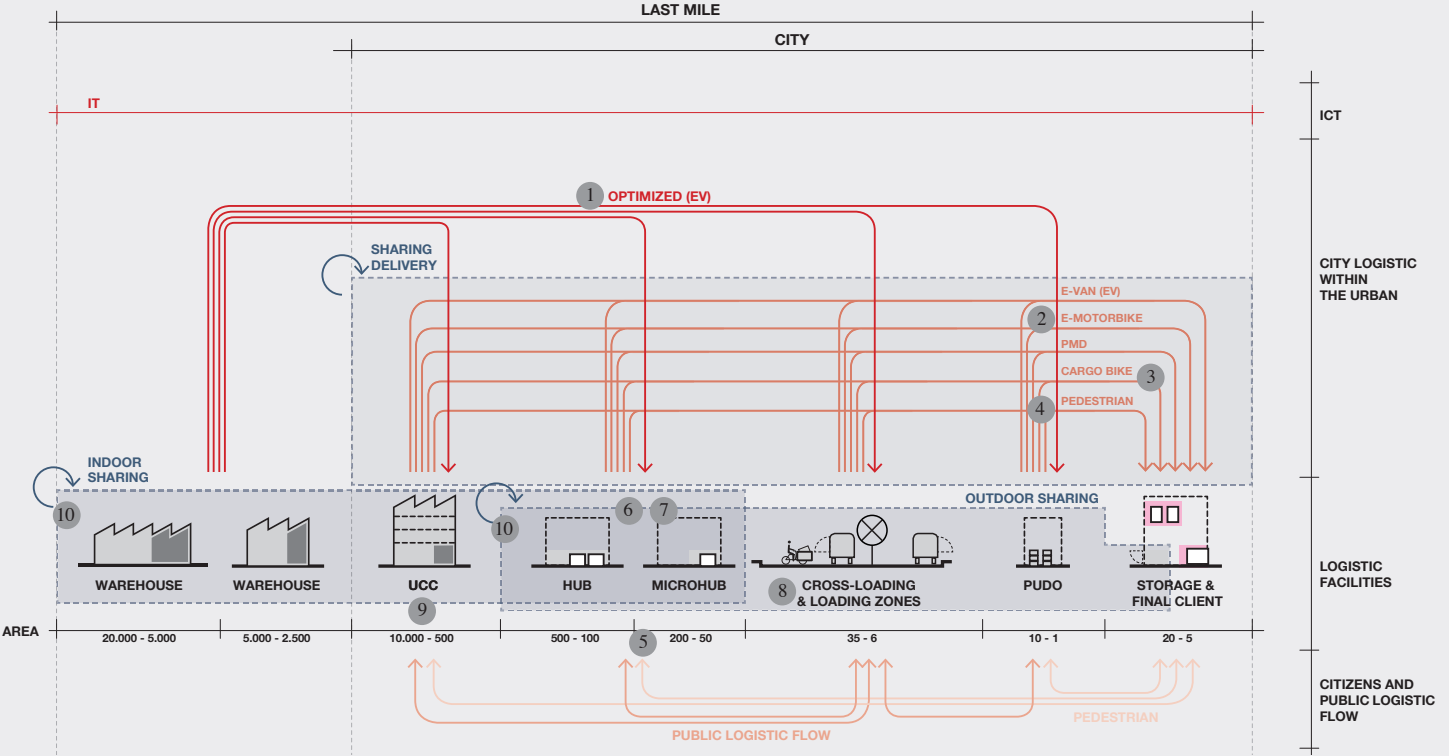 LAST MILE
CITY
IT
ICT
1 OPTIMIZED (EV)
SHARING
DELIVERY
CITY LOGISTIC
WITHIN
THE URBAN
E-VAN (EV)
2 E-MOTORBIKE
PMD
CARGO BIKE 3
4 PEDESTRIAN
INDOOR
SHARING
OUTDOOR SHARING
10
10
6
7
WAREHOUSE
WAREHOUSE
UCC
HUB
MICROHUB
8 CROSS-LOADING
& LOADING ZONES
PUDO
STORAGE &
FINAL CLIENT
LOGISTIC
FACILITIES
9
AREA
20.000 - 5.000
5.000 - 2.500
10.000 - 500
500 - 100
5
200 - 50
35 - 6
10 - 1
20 - 5
CITIZENS AND
PUBLIC LOGISTIC
FLOW
PEDESTRIAN
PUBLIC LOGISTIC FLOW